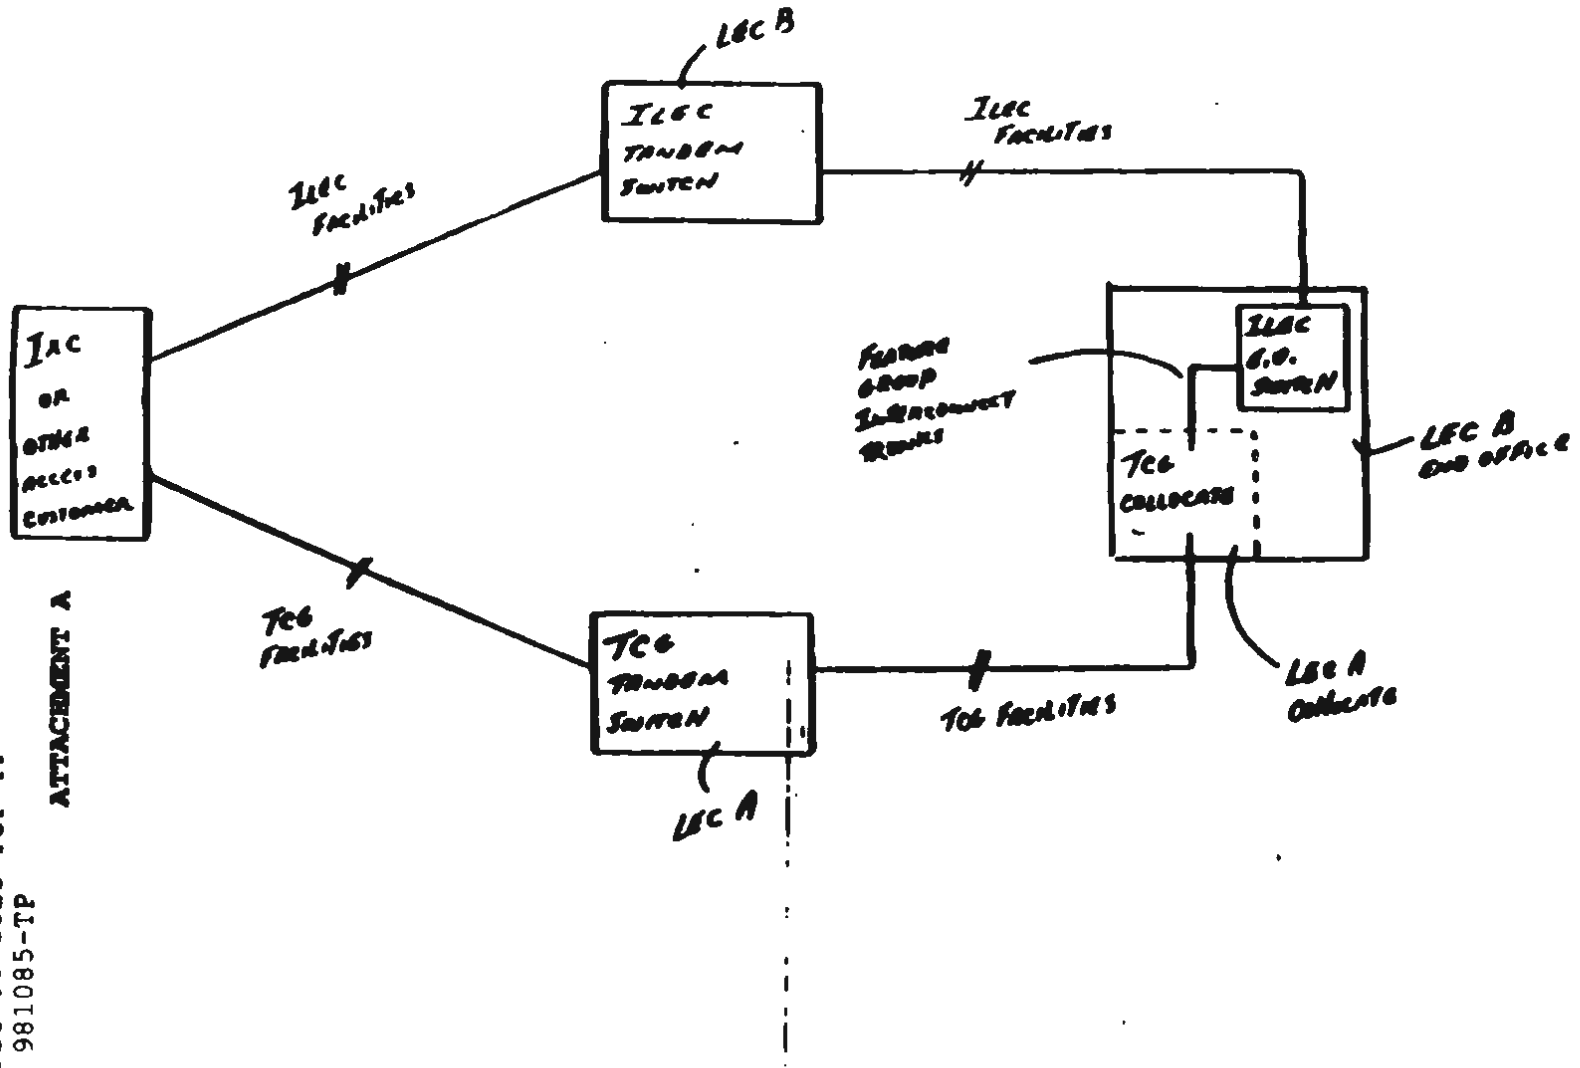 LEC B
ILEC
TANDEM
SWITCH
ILEC
FACILITIES
ILEC
FACILITIES
IXC
OR
OTHER
ACCESS
CUSTOMER
FEATURE
GROUP
INTERCONNECT
TRUNKS
ILEC
E.O.
SWITCH
LEC B
END OFFICE
TCG
COLLOCATE
TCG
FACILITIES
TCG
TANDEM
SWITCH
TCG FACILITIES
LEC A
COLLOCATE
LEC A
ATTACHMENT A
981085-TP